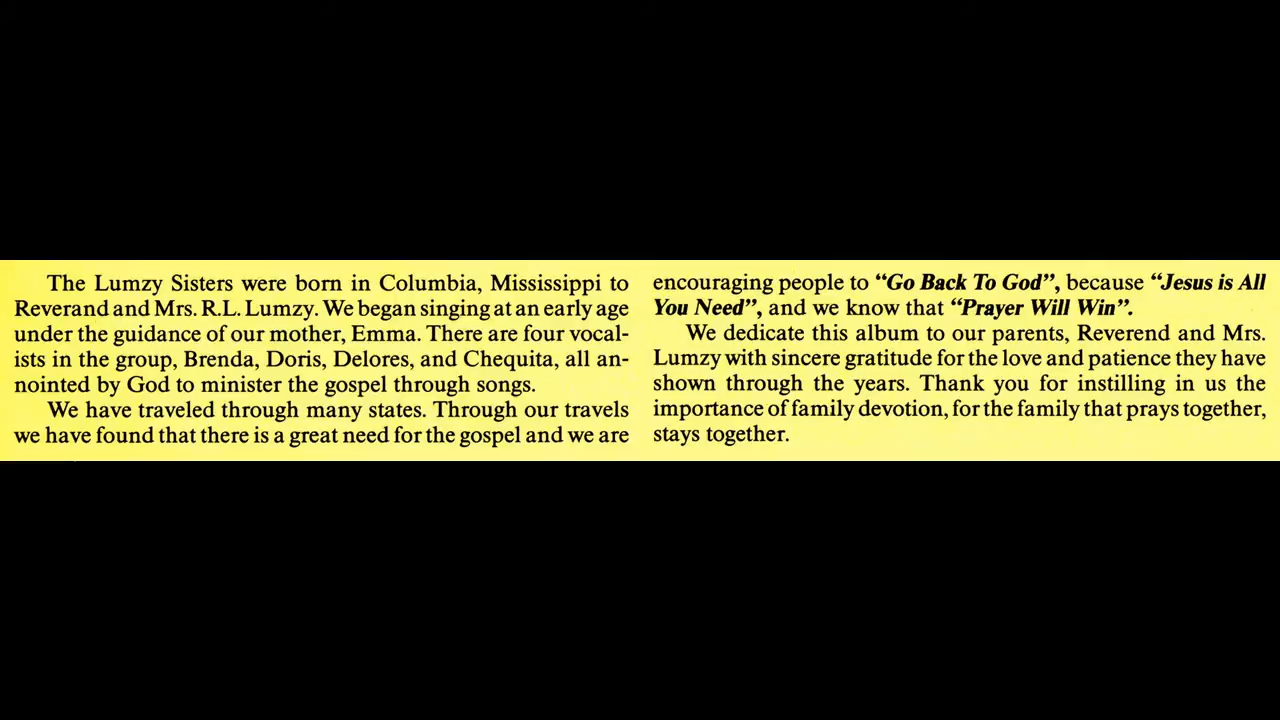 The Lumzy Sisters were born in Columbia, Mississippi to
Reverand and Mrs. R.L. Lumzy. We began singing at an early age
under the guidance of our mother, Emma. There are four vocal-
ists in the group, Brenda, Doris, Delores, and Chequita, all an-
nointed by God to minister the gospel through songs.
We have traveled through many states. Through our travels
we have found that there is a great need for the gospel and we are
encouraging people to “Go Back To God”, because “Jesus is All
You Need”, and we know that “Prayer Will Win”.
We dedicate this album to our parents, Reverend and Mrs.
Lumzy with sincere gratitude for the love and patience they have
shown through the years. Thank you for instilling in us the
importance of family devotion, for the family that prays together,
stays together.